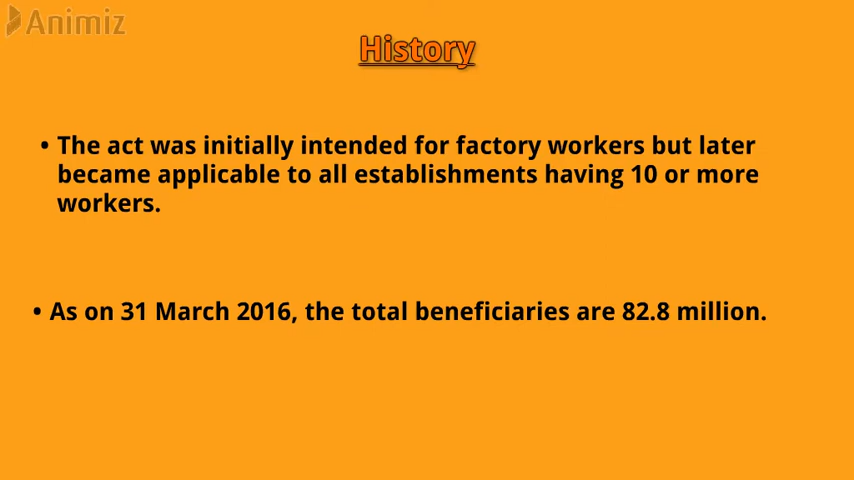 Animiz
History
• The act was initially intended for factory workers but later
became applicable to all establishments having 10 or more
workers.
• As on 31 March 2016, the total beneficiaries are 82.8 million.